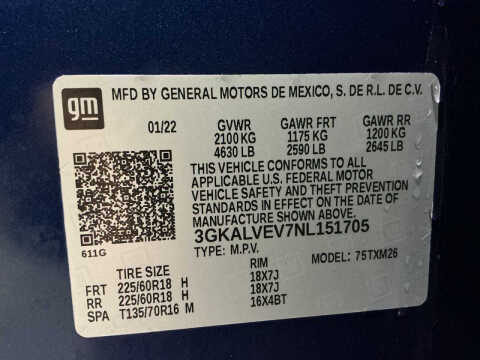 gm
MFD BY GENERAL MOTORS DE MEXICO, S. DE R.L. DE C.V.
01/22 GVWR GAWR FRT GAWR RR
2100 KG 1175 KG 1200 KG
4630 LB 2590 LB 2645 LB
THIS VEHICLE CONFORMS TO ALL
APPLICABLE U.S. FEDERAL MOTOR
VEHICLE SAFETY AND THEFT PREVENTION
STANDARDS IN EFFECT ON THE DATE OF
MANUFACTURE SHOWN ABOVE.
3GKALVEV7NL151705
611G TYPE: M.P.V. MODEL: 75TXM26
TIRE SIZE RIM
FRT 225/60R18 H 18X7J
RR 225/60R18 H 18X7J
SPA T135/70R16 M 16X4BT